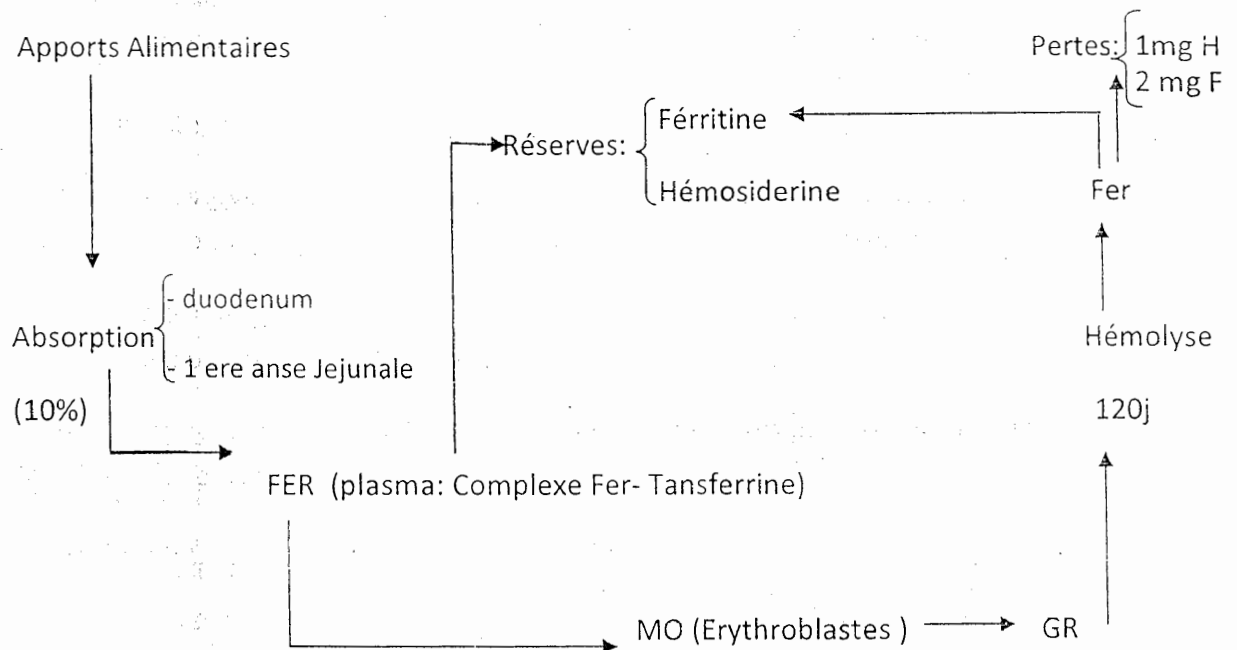 Apports Alimentaires
Pertes: 1mg H
2 mg F
Férritine
Réserves:
Hémosiderine
Fer
- duodenum
Absorption
- 1 ere anse Jejunale
(10%)
Hémolyse
120j
FER (plasma: Complexe Fer- Tansferrine)
MO (Erythroblastes ) GR